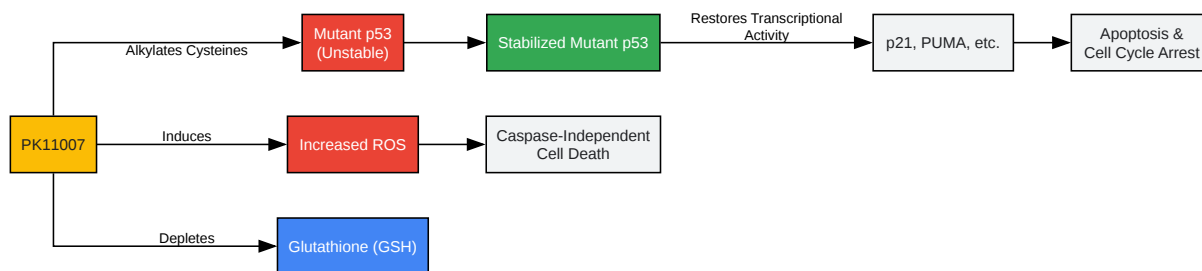 Restores Transcriptional
Activity
Alkylates Cysteines
Mutant p53
(Unstable)
Stabilized Mutant p53
p21, PUMA, etc.
Apoptosis &
Cell Cycle Arrest
PK11007
Induces
Increased ROS
Caspase-Independent
Cell Death
Depletes
Glutathione (GSH)